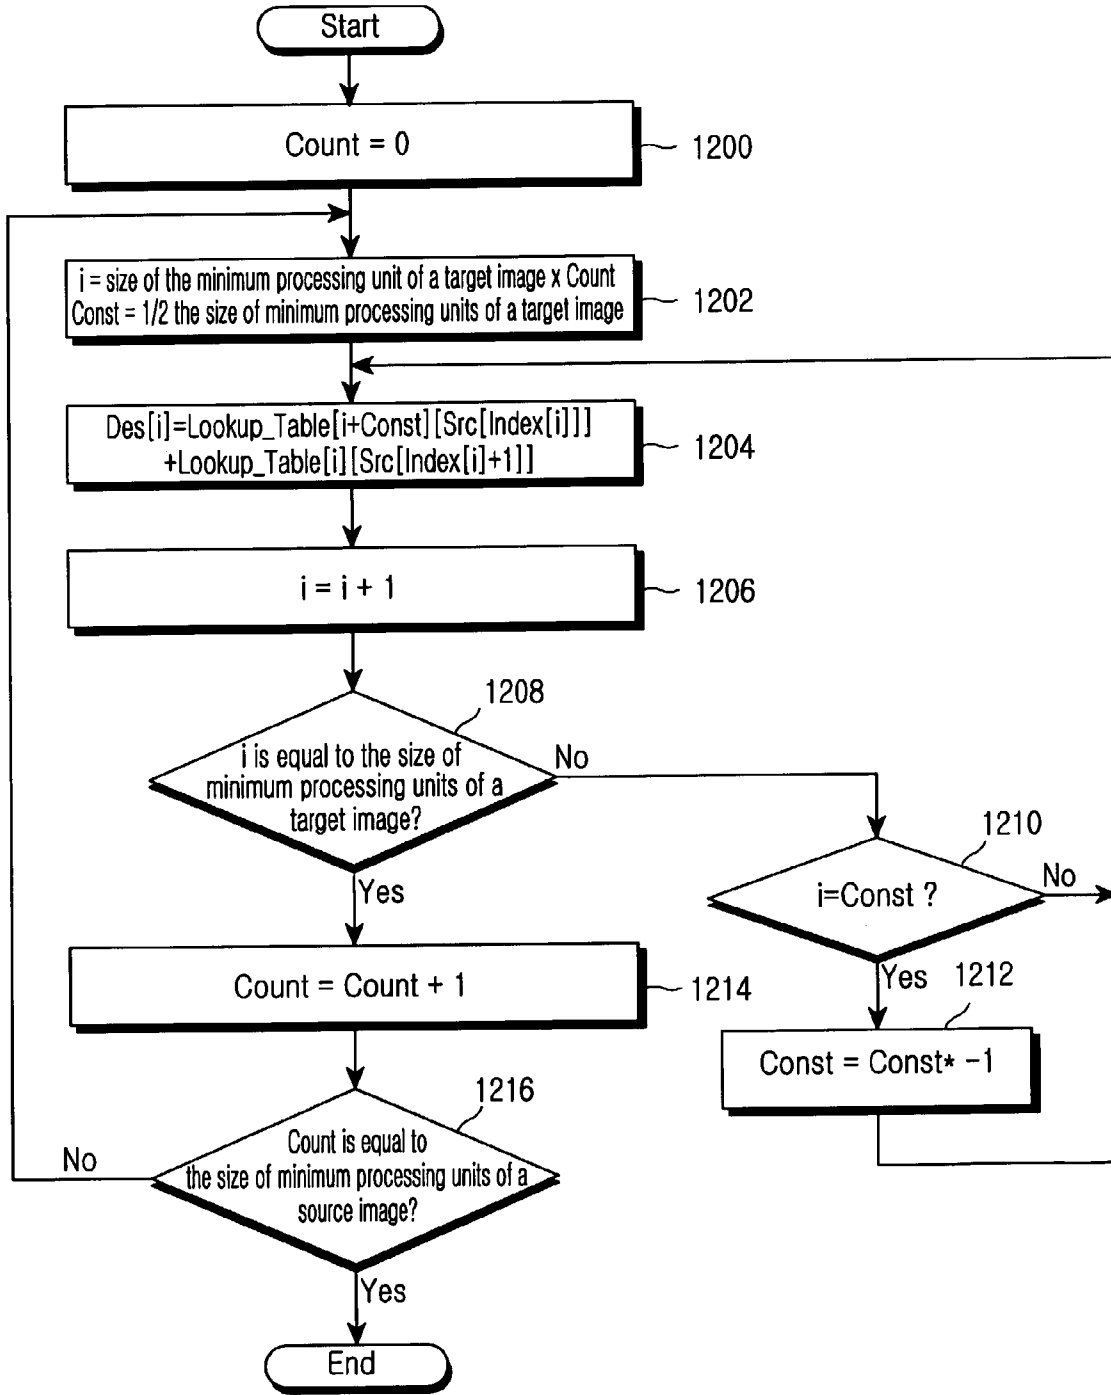 Start
Count = 0
1200
i = size of the minimum processing unit of a target image x Count
Const = 1/2 the size of minimum processing units of a target image
1202
Des[i]=Lookup_Table[i+Const][Src[Index[i]]]
+Lookup_Table[i][Src[Index[i]+1]]
1204
i = i + 1
1206
1208
i is equal to the size of
minimum processing units of a
target image?
No
Yes
1210
i=Const ?
No
Yes
1212
Const = Const* -1
Count = Count + 1
1214
1216
Count is equal to
the size of minimum processing units of a
source image?
No
Yes
End